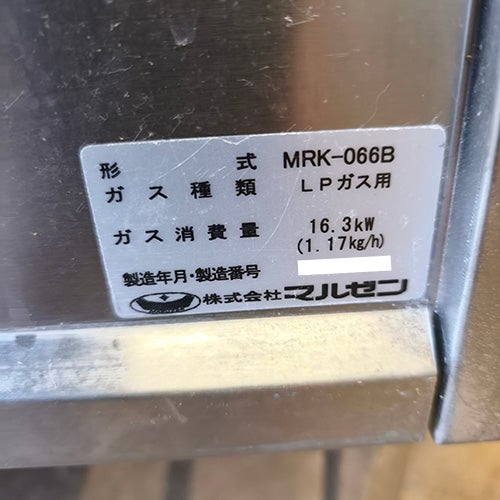 形式 MRK-066B
ガス種類 LPガス用
ガス消費量 16.3kW
(1.17kg/h)
製造年月・製造番号
株式会社マルゼン